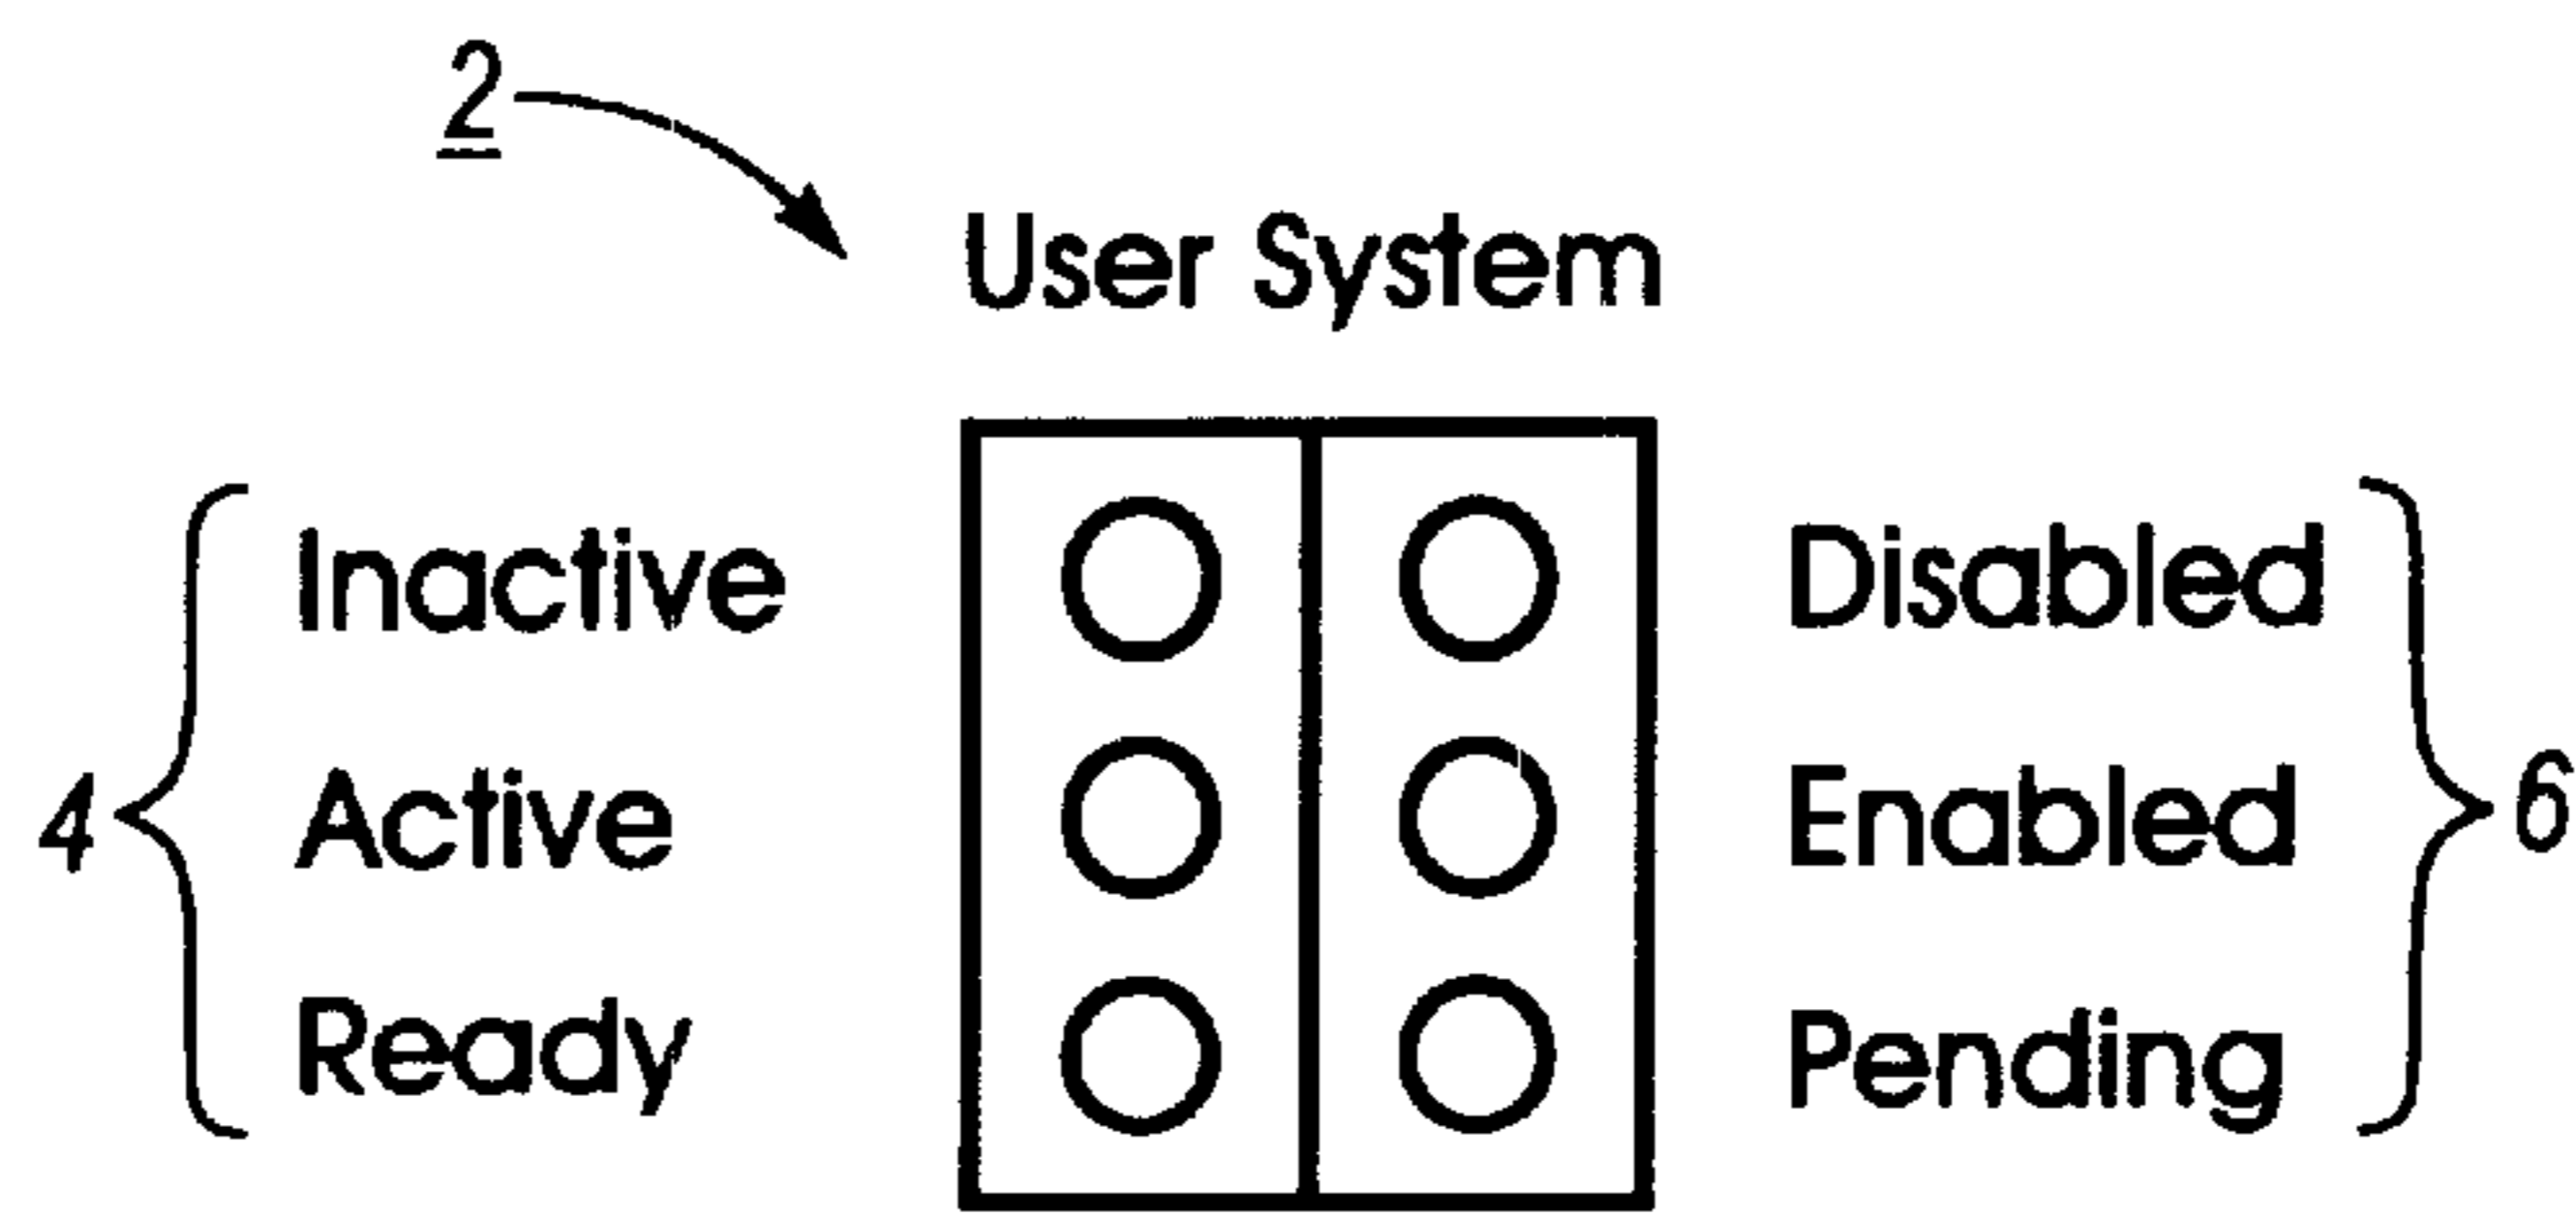 2
User System
Inactive Disabled
4 Active Enabled 6
Ready Pending